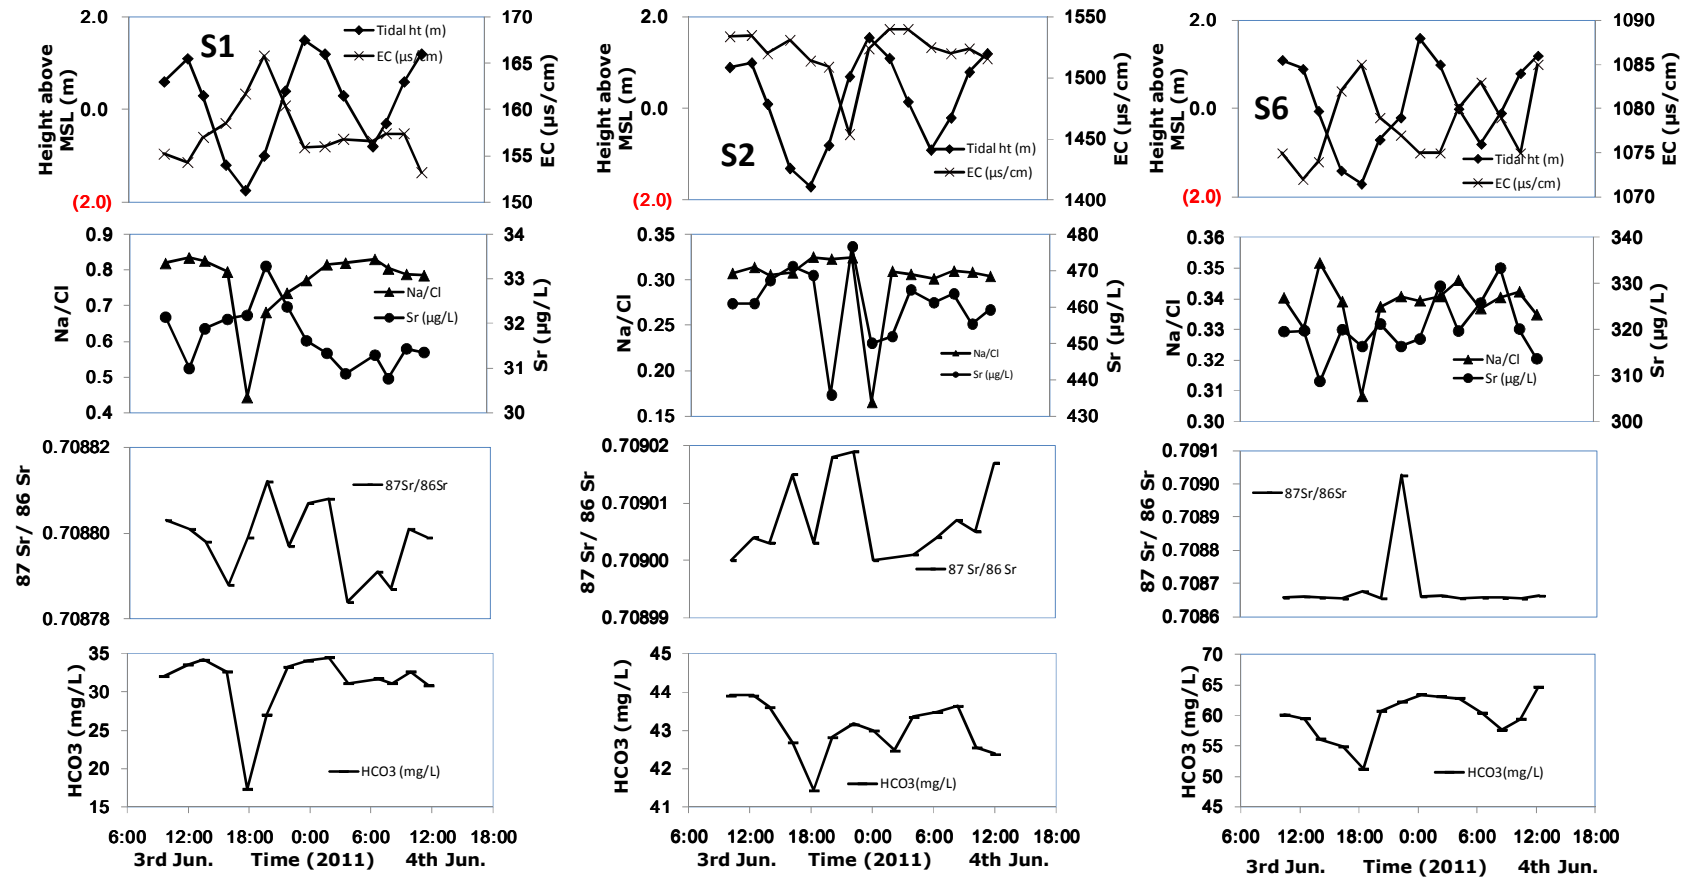 S1
Height above
MSL (m)
2.0
0.0
(2.0)
Tidal ht (m)
EC (μs/cm)
170
165
160
155
150
EC (μs/cm)
S2
Height above
MSL (m)
2.0
0.0
(2.0)
Tidal ht (m)
EC (μs/cm)
1550
1500
1450
1400
EC (μs/cm)
S6
Height above
MSL (m)
2.0
0.0
(2.0)
Tidal ht (m)
EC (μs/cm)
1090
1085
1080
1075
1070
EC (μs/cm)
Na/Cl
0.9
0.8
0.7
0.6
0.5
0.4
Na/Cl
Sr (μg/L)
34
33
32
31
30
Sr (μg/L)
Na/Cl
0.35
0.30
0.25
0.20
0.15
Na/Cl
Sr (μg/L)
480
470
460
450
440
430
Sr (μg/L)
Na/Cl
0.36
0.35
0.34
0.33
0.32
0.31
0.30
Na/Cl
Sr (μg/L)
340
330
320
310
300
Sr (μg/L)
87 Sr/ 86 Sr
0.70882
0.70880
0.70878
87Sr/86Sr
87 Sr/ 86 Sr
0.70902
0.70901
0.70900
0.70899
87 Sr/86 Sr
87 Sr/ 86 Sr
0.7091
0.7090
0.7089
0.7088
0.7087
0.7086
87Sr/86Sr
HCO3 (mg/L)
35
30
25
20
15
HCO3 (mg/L)
6:00 12:00 18:00 0:00 6:00 12:00 18:00
3rd Jun. Time (2011) 4th Jun.
HCO3 (mg/L)
45
44
43
42
41
HCO3(mg/L)
6:00 12:00 18:00 0:00 6:00 12:00 18:00
3rd Jun. Time (2011) 4th Jun.
HCO3 (mg/L)
70
65
60
55
50
45
HCO3(mg/L)
6:00 12:00 18:00 0:00 6:00 12:00 18:00
3rd Jun. Time (2011) 4th Jun.